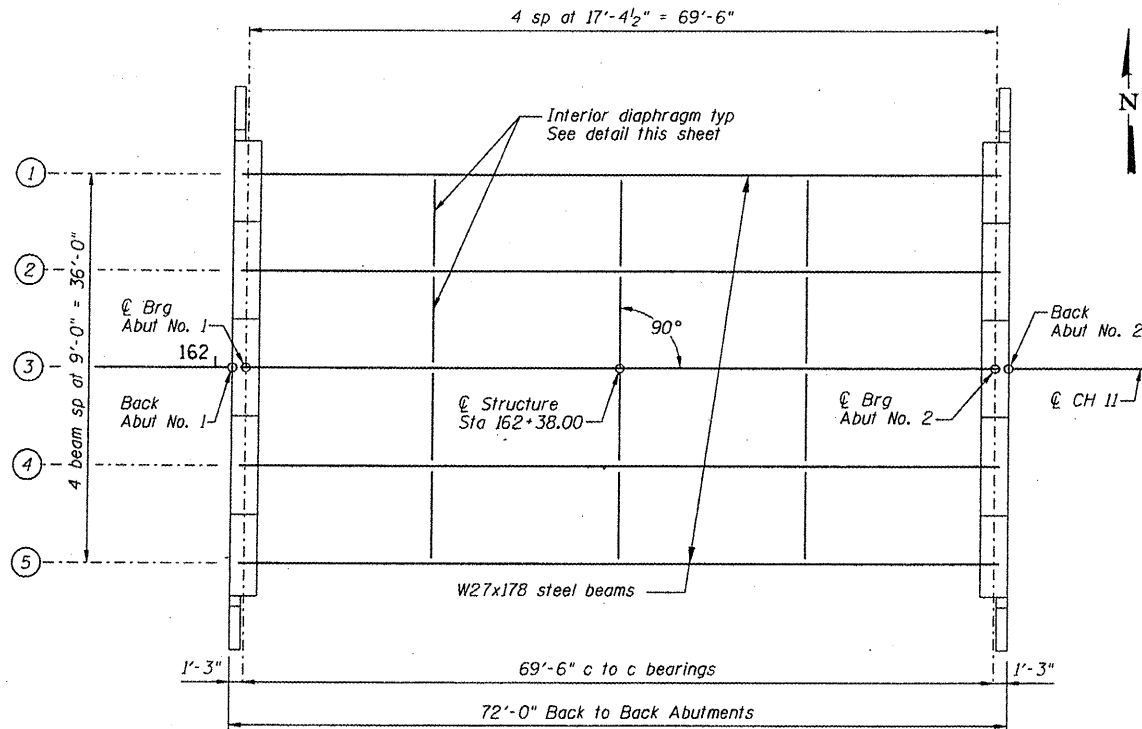 4 sp at 17'-4½" = 69'-6"
N
Interior diaphragm typ
See detail this sheet
1
2
3
4
5
4 beam sp at 9'-0" = 36'-0"
℄ Brg
Abut No. 1
162
Back
Abut No. 1
90°
℄ Structure
Sta 162+38.00
℄ Brg
Abut No. 2
Back
Abut No. 2
℄ CH 11
W27x178 steel beams
1'-3"
69'-6" c to c bearings
1'-3"
72'-0" Back to Back Abutments